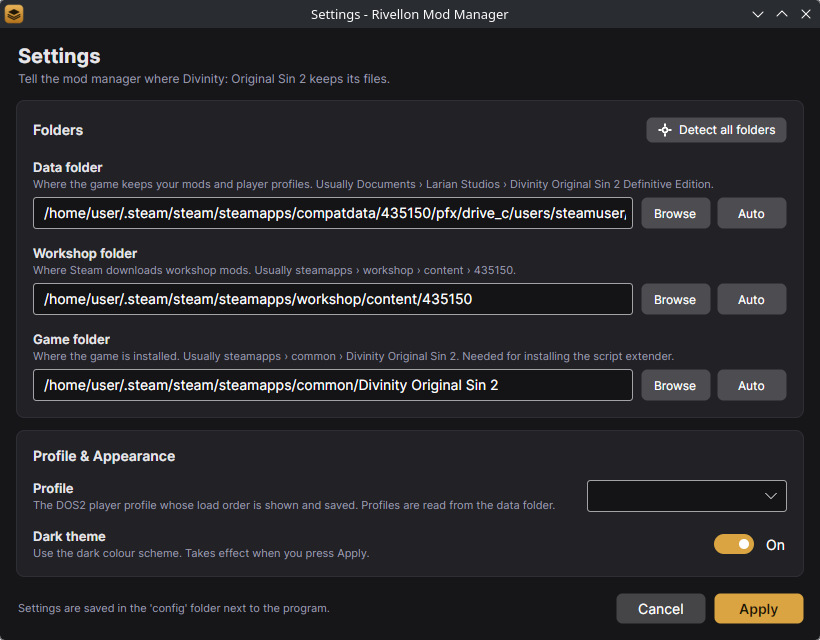 Settings - Rivellon Mod Manager
Settings
Tell the mod manager where Divinity: Original Sin 2 keeps its files.
Folders
Detect all folders
Data folder
Where the game keeps your mods and player profiles. Usually Documents › Larian Studios › Divinity Original Sin 2 Definitive Edition.
/home/user/.steam/steam/steamapps/compatdata/435150/pfx/drive_c/users/steamuser/
Browse
Auto
Workshop folder
Where Steam downloads workshop mods. Usually steamapps › workshop › content › 435150.
/home/user/.steam/steam/steamapps/workshop/content/435150
Browse
Auto
Game folder
Where the game is installed. Usually steamapps › common › Divinity Original Sin 2. Needed for installing the script extender.
/home/user/.steam/steam/steamapps/common/Divinity Original Sin 2
Browse
Auto
Profile & Appearance
Profile
The DOS2 player profile whose load order is shown and saved. Profiles are read from the data folder.
Dark theme
Use the dark colour scheme. Takes effect when you press Apply.
On
Settings are saved in the 'config' folder next to the program.
Cancel
Apply